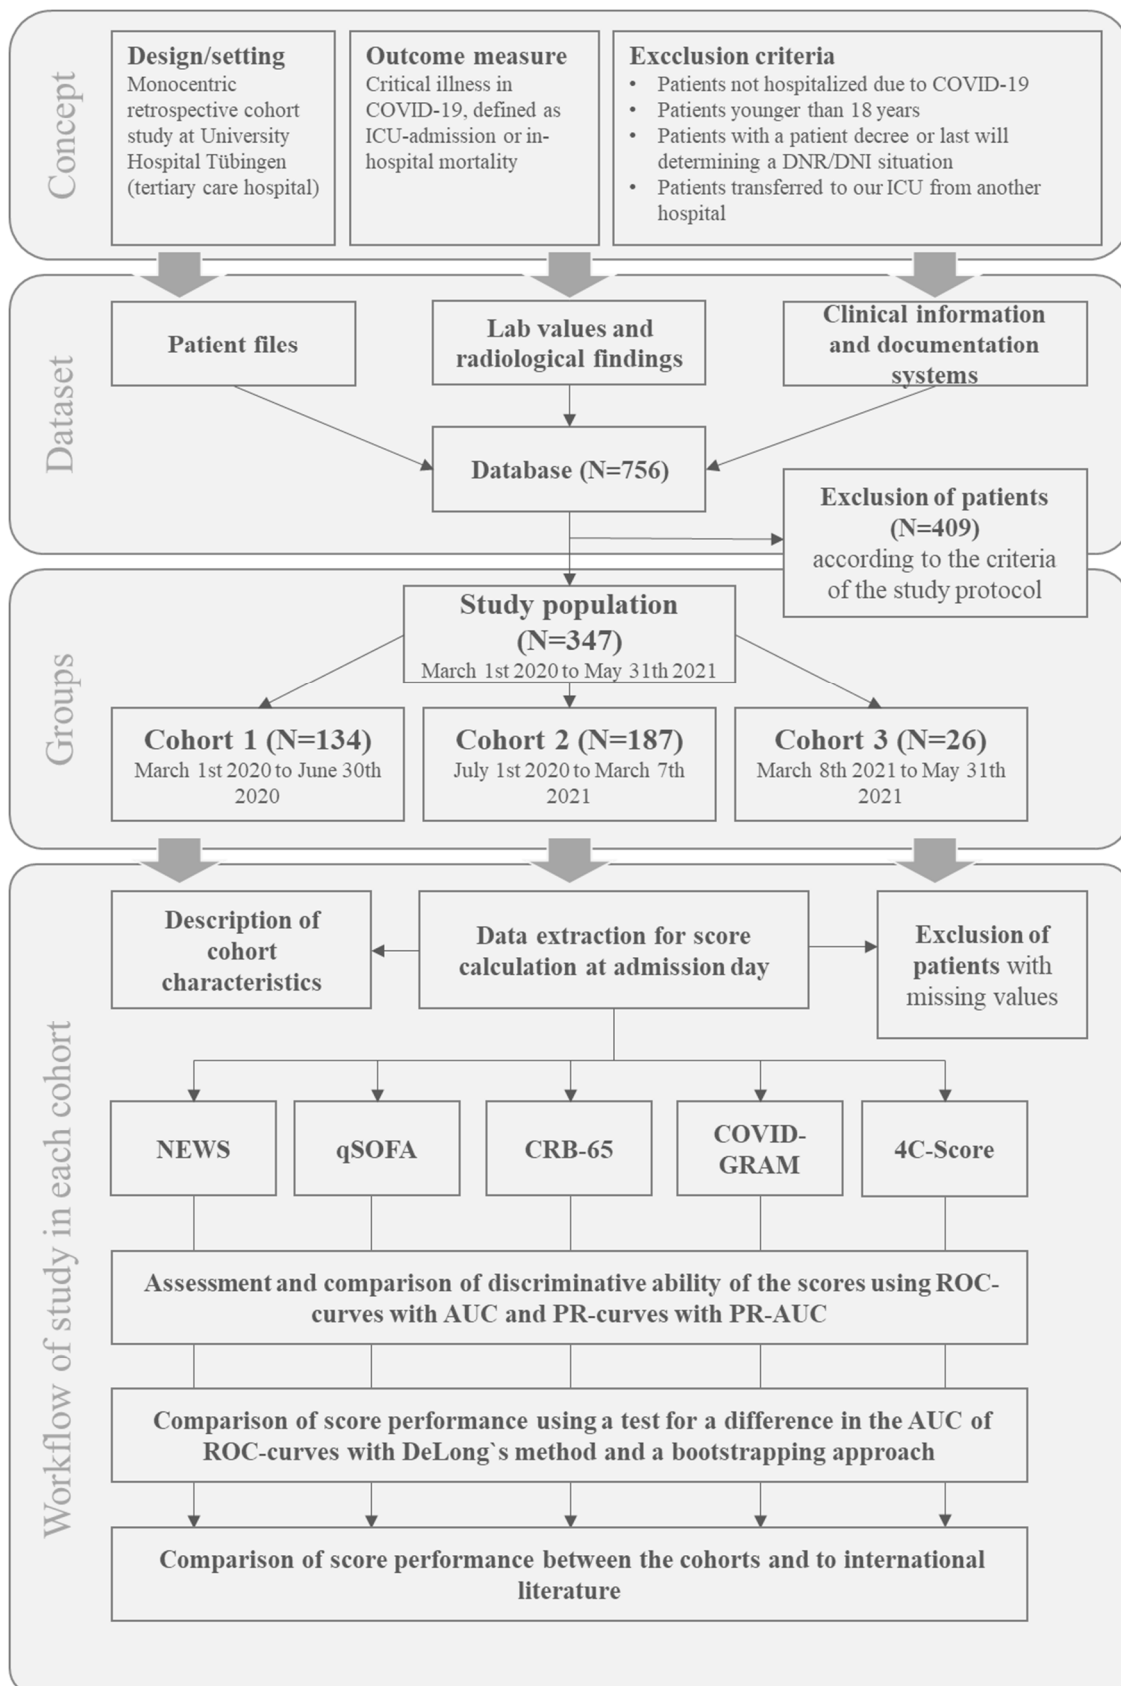 Concept
Design/setting
Monocentric
retrospective cohort
study at University
Hospital Tübingen
(tertiary care hospital)
Outcome measure
Critical illness in
COVID-19, defined as
ICU-admission or in-
hospital mortality
Excclusion criteria
• Patients not hospitalized due to COVID-19
• Patients younger than 18 years
• Patients with a patient decree or last will
determining a DNR/DNI situation
• Patients transferred to our ICU from another
hospital
Dataset
Patient files
Lab values and
radiological findings
Clinical information
and documentation
systems
Database (N=756)
Exclusion of patients
(N=409)
according to the criteria
of the study protocol
Groups
Study population
(N=347)
March 1st 2020 to May 31th 2021
Cohort 1 (N=134)
March 1st 2020 to June 30th
2020
Cohort 2 (N=187)
July 1st 2020 to March 7th
2021
Cohort 3 (N=26)
March 8th 2021 to May 31th
2021
Workflow of study in each cohort
Description of
cohort
characteristics
Data extraction for score
calculation at admission day
Exclusion of
patients with
missing values
NEWS
qSOFA
CRB-65
COVID-
GRAM
4C-Score
Assessment and comparison of discriminative ability of the scores using ROC-
curves with AUC and PR-curves with PR-AUC
Comparison of score performance using a test for a difference in the AUC of
ROC-curves with DeLong`s method and a bootstrapping approach
Comparison of score performance between the cohorts and to international
literature